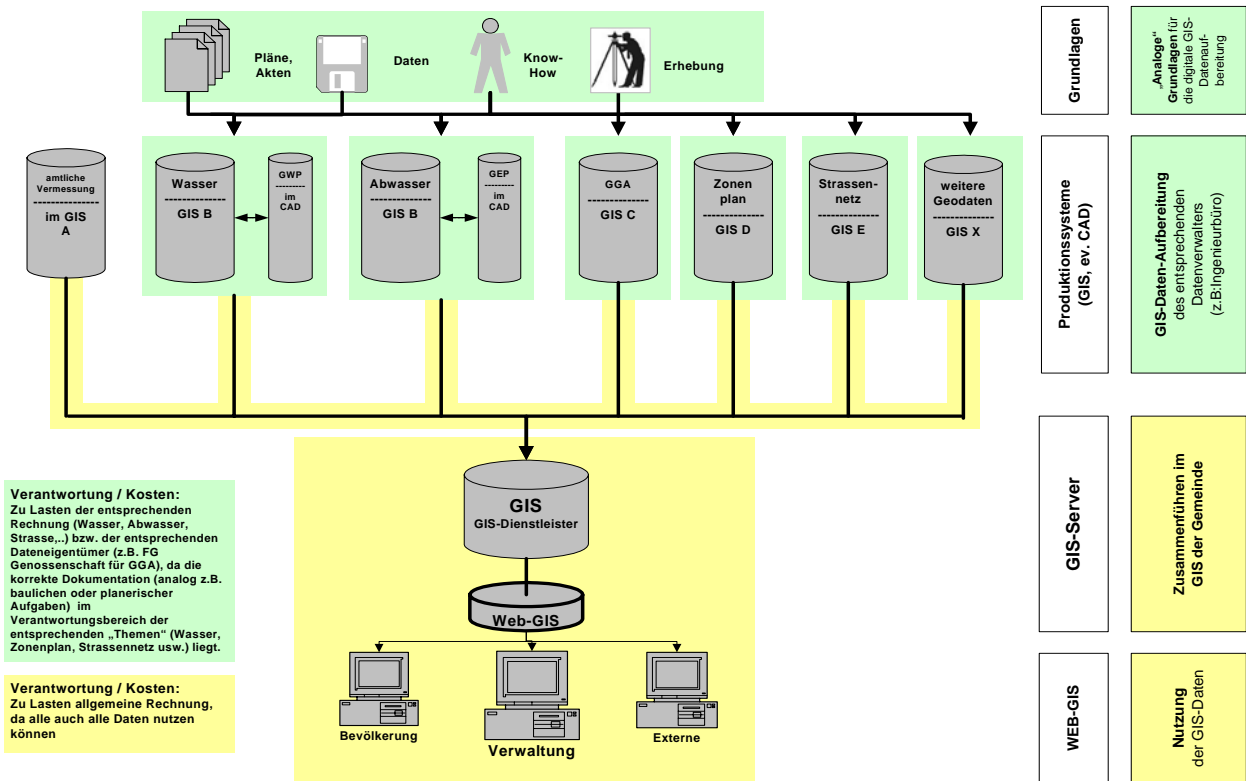 Pläne,
Akten
Daten
Know-
How
Erhebung
Grundlagen
„Analoge“
Grundlagen für
die digitale GIS-
Datenauf-
bereitung
amtliche
Vermessung
------------
im GIS
A
Wasser
------------
GIS B
GWP
----------
im
CAD
Abwasser
------------
GIS B
GEP
----------
im
CAD
GGA
------------
GIS C
Zonen
plan
------------
GIS D
Strassen-
netz
------------
GIS E
weitere
Geodaten
------------
GIS X
Produktionssysteme
(GIS, ev. CAD)
GIS-Daten-Aufbereitung
des entsprechenden
Datenverwalters
(z.B:Ingenieurbüro)
GIS
GIS-Dienstleister
Web-GIS
Bevölkerung
Verwaltung
Externe
GIS-Server
Zusammenführen im
GIS der Gemeinde
WEB-GIS
Nutzung
der GIS-Daten
Verantwortung / Kosten:
Zu Lasten der entsprechenden
Rechnung (Wasser, Abwasser,
Strasse,..) bzw. der entsprechenden
Dateneigentümer (z.B. FG
Genossenschaft für GGA), da die
korrekte Dokumentation (analog z.B.
baulichen oder planerischer
Aufgaben) im
Verantwortungsbereich der
entsprechenden „Themen“ (Wasser,
Zonenplan, Strassennetz usw.) liegt.
Verantwortung / Kosten:
Zu Lasten allgemeine Rechnung,
da alle auch alle Daten nutzen
können